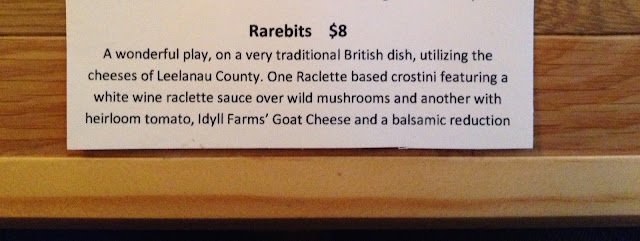 Rarebits $8
A wonderful play, on a very traditional British dish, utilizing the
cheeses of Leelanau County. One Raclette based crostini featuring a
white wine raclette sauce over wild mushrooms and another with
heirloom tomato, Idyll Farms' Goat Cheese and a balsamic reduction